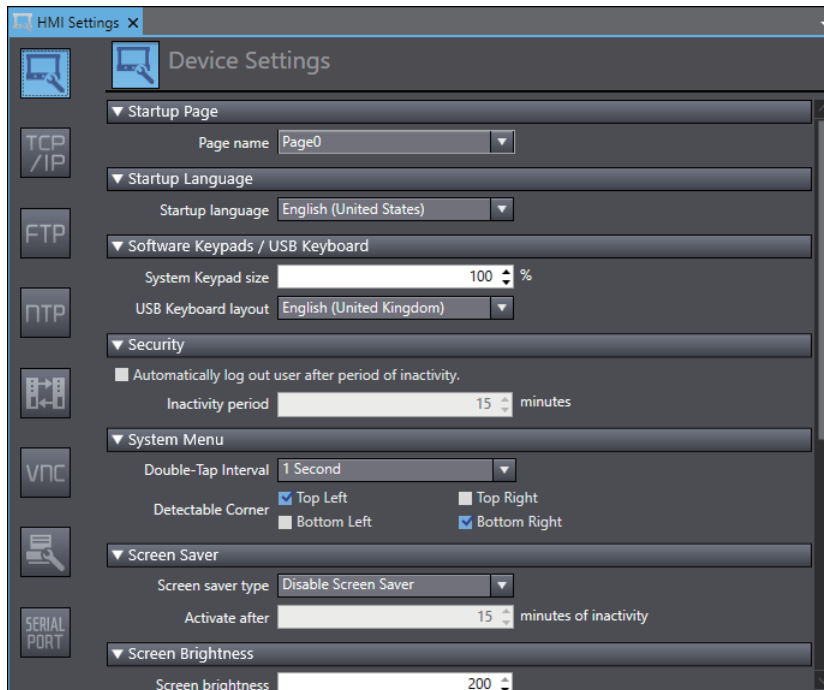 HMI Settings
Device Settings
TCP
/IP
FTP
NTP
VNC
SERIAL
PORT
Startup Page
Page name Page0
Startup Language
Startup language English (United States)
Software Keypads / USB Keyboard
System Keypad size 100 %
USB Keyboard layout English (United Kingdom)
Security
Automatically log out user after period of inactivity.
Inactivity period 15 minutes
System Menu
Double-Tap Interval 1 Second
Detectable Corner Top Left Top Right
Bottom Left Bottom Right
Screen Saver
Screen saver type Disable Screen Saver
Activate after 15 minutes of inactivity
Screen Brightness
Screen brightness 200